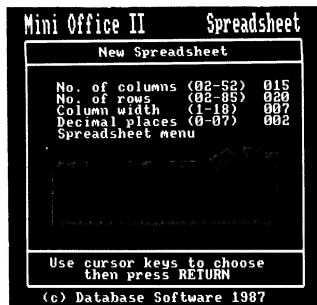 Mini Office II Spreadsheet
New Spreadsheet
No. of columns (02-52) 015
No. of rows (02-85) 020
Column width (1-18) 007
Decimal places (0-07) 002
Spreadsheet menu
Use cursor keys to choose
then press RETURN
(c) Database Software 1987